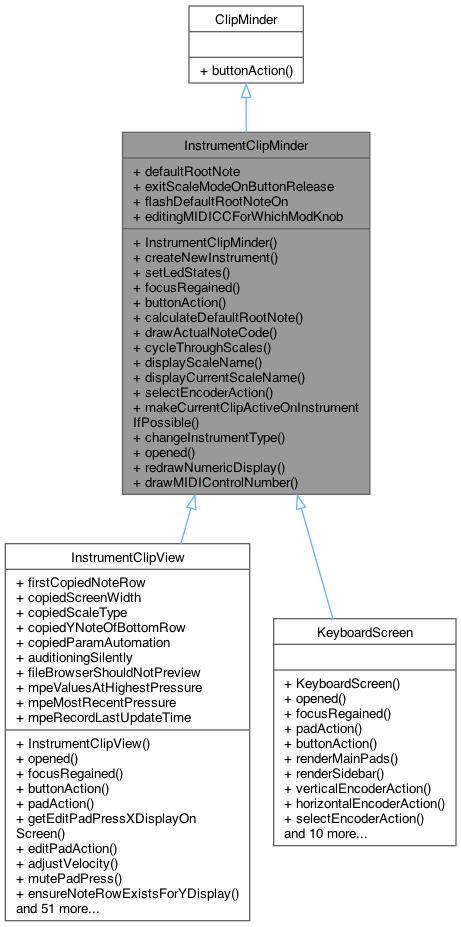 ClipMinder
+ buttonAction()
InstrumentClipMinder
+ defaultRootNote
+ exitScaleModeOnButtonRelease
+ flashDefaultRootNoteOn
+ editingMIDICCForWhichModKnob
+ InstrumentClipMinder()
+ createNewInstrument()
+ setLedStates()
+ focusRegained()
+ buttonAction()
+ calculateDefaultRootNote()
+ drawActualNoteCode()
+ cycleThroughScales()
+ displayScaleName()
+ displayCurrentScaleName()
+ selectEncoderAction()
+ makeCurrentClipActiveOnInstrument
IfPossible()
+ changeInstrumentType()
+ opened()
+ redrawNumericDisplay()
+ drawMIDIControlNumber()
InstrumentClipView
+ firstCopiedNoteRow
+ copiedScreenWidth
+ copiedScaleType
+ copiedYNoteOfBottomRow
+ copiedParamAutomation
+ auditioningSilently
+ fileBrowserShouldNotPreview
+ mpeValuesAtHighestPressure
+ mpeMostRecentPressure
+ mpeRecordLastUpdateTime
+ InstrumentClipView()
+ opened()
+ focusRegained()
+ buttonAction()
+ padAction()
+ getEditPadPressXDisplayOn
Screen()
+ editPadAction()
+ adjustVelocity()
+ mutePadPress()
+ ensureNoteRowExistsForYDisplay()
and 51 more...
KeyboardScreen
+ KeyboardScreen()
+ opened()
+ focusRegained()
+ padAction()
+ buttonAction()
+ renderMainPads()
+ renderSidebar()
+ verticalEncoderAction()
+ horizontalEncoderAction()
+ selectEncoderAction()
and 10 more...